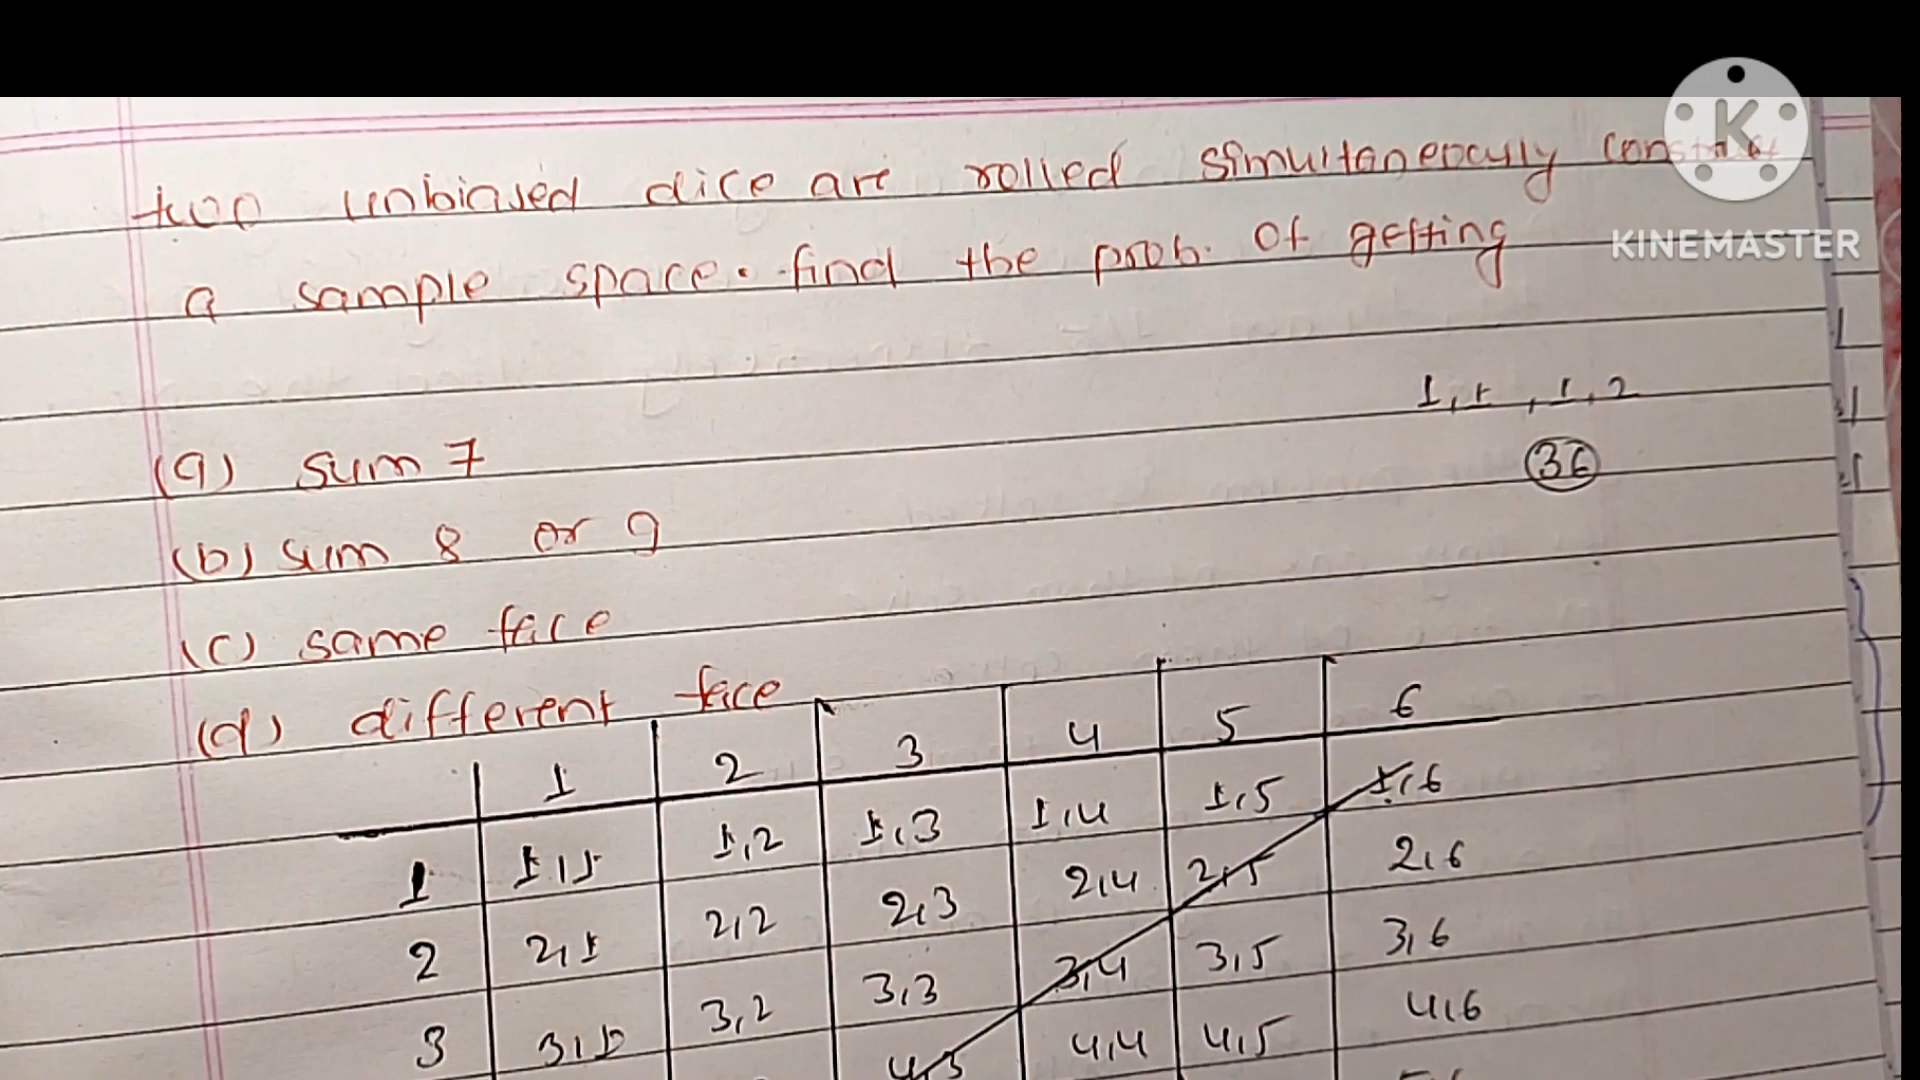 two unbiased dice are rolled simultaneously
KINEMASTER
a sample space. find the prob. of getting
1,1, 1,2
36
(a) sum 7
(b) sum 8 or 9
(c) same face
(d) different face
1 2 3 4 5 6
1 1,1 1,2 1,3 1,4 1,5 1,6
2 2,1 2,2 2,3 2,4 2,5 2,6
3 3,1 3,2 3,3 3,4 3,5 3,6
4,3 4,4 4,5 4,6